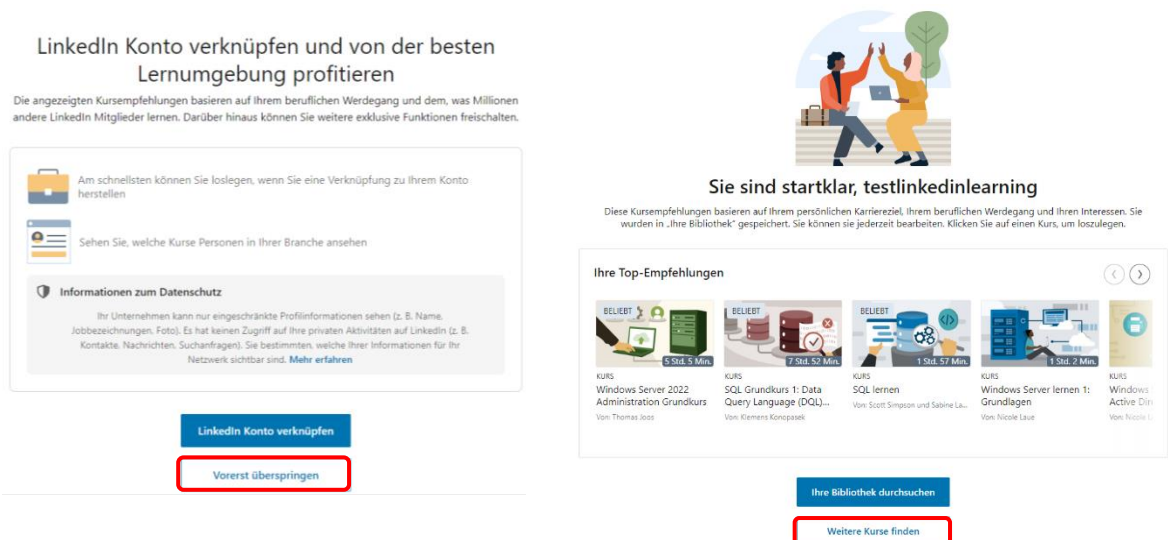 LinkedIn Konto verknüpfen und von der besten
Lernumgebung profitieren
Die angezeigten Kursempfehlungen basieren auf Ihrem beruflichen Werdegang und dem, was Millionen
andere LinkedIn Mitglieder lernen. Darüber hinaus können Sie weitere exklusive Funktionen freischalten.
Am schnellsten können Sie loslegen, wenn Sie eine Verknüpfung zu Ihrem Konto
herstellen
Sehen Sie, welche Kurse Personen in Ihrer Branche ansehen
Informationen zum Datenschutz
Ihr Unternehmen kann nur eingeschränkte Profilinformationen sehen (z. B. Name,
Jobbezeichnungen, Foto). Es hat keinen Zugriff auf Ihre privaten Aktivitäten auf LinkedIn (z. B.
Kontakte, Nachrichten, Suchanfragen). Sie bestimmten, welche Ihrer Informationen für Ihr
Netzwerk sichtbar sind. Mehr erfahren
LinkedIn Konto verknüpfen
Vorerst überspringen
Sie sind startklar, testlinkedinlearning
Diese Kursempfehlungen basieren auf Ihrem persönlichen Karriereziel, Ihrem beruflichen Werdegang und Ihren Interessen. Sie
wurden in „Ihre Bibliothek“ gespeichert. Sie können sie jederzeit bearbeiten. Klicken Sie auf einen Kurs, um loszulegen.
Ihre Top-Empfehlungen
BELIEBT
5 Std. 5 Min.
KURS
Windows Server 2022
Administration Grundkurs
Von: Thomas Joos
BELIEBT
7 Std. 52 Min.
KURS
SQL Grundkurs 1: Data
Query Language (DQL)...
Von: Klemens Konopasek
BELIEBT
1 Std. 57 Min.
KURS
SQL lernen
Von: Scott Simpson und Sabine La...
1 Std. 2 Min.
KURS
Windows Server lernen 1:
Grundlagen
Von: Nicole Laue
KURS
Windows
Active Dir
Von: Nicole L
Ihre Bibliothek durchsuchen
Weitere Kurse finden